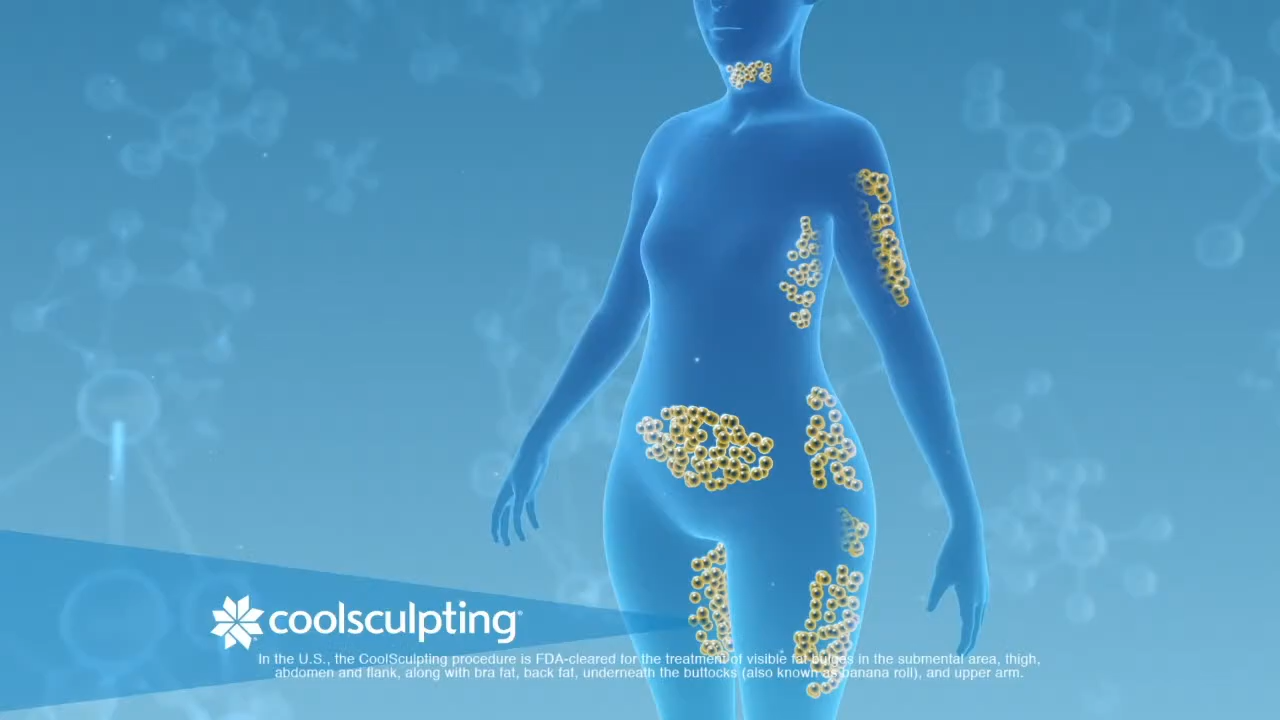 coolsculpting®
In the U.S., the CoolSculpting procedure is FDA-cleared for the treatment of visible fat bulges in the submental area, thigh,
abdomen and flank, along with bra fat, back fat, underneath the buttocks (also known as banana roll), and upper arm.